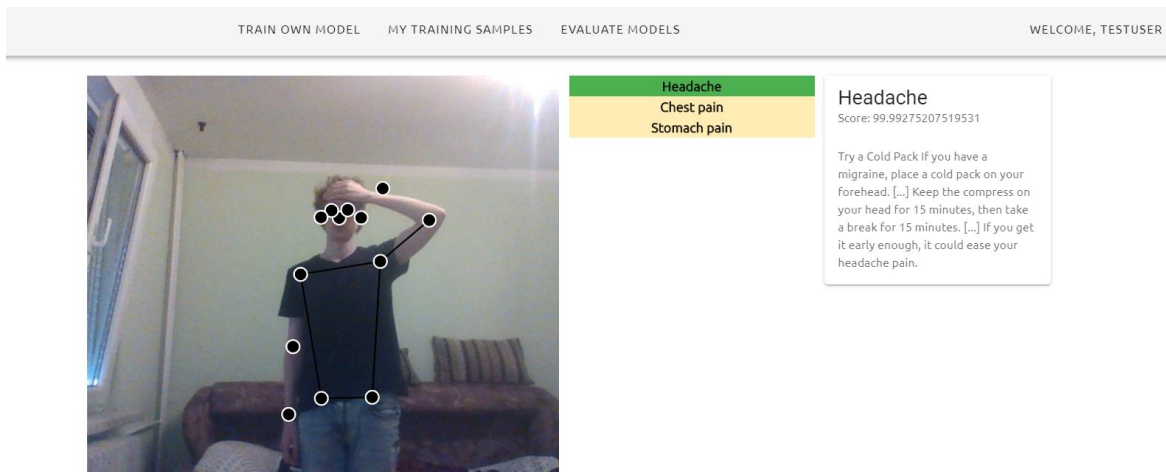 TRAIN OWN MODEL MY TRAINING SAMPLES EVALUATE MODELS WELCOME, TESTUSER
Headache
Chest pain
Stomach pain
Headache
Score: 99.99275207519531
Try a Cold Pack If you have a
migraine, place a cold pack on your
forehead. [...] Keep the compress on
your head for 15 minutes, then take
a break for 15 minutes. [...] If you get
it early enough, it could ease your
headache pain.